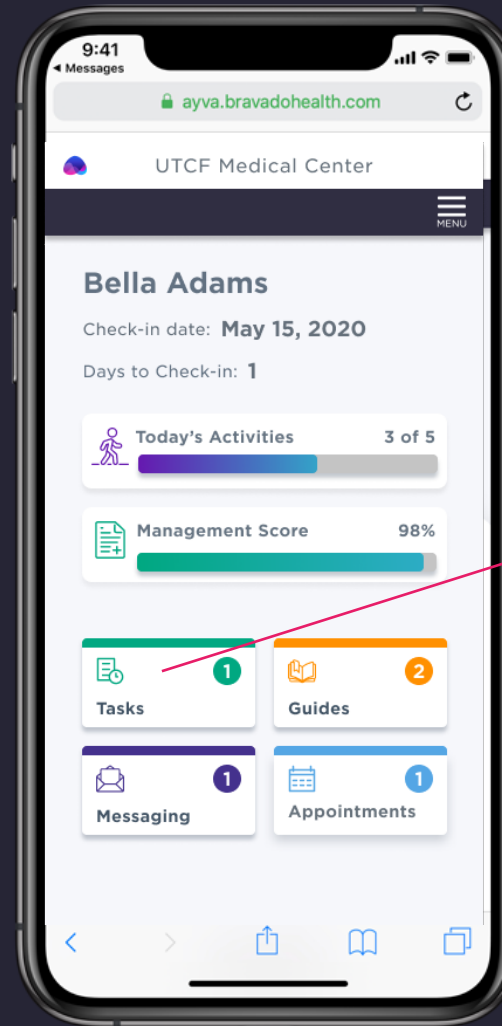 9:41
◀ Messages
ayva.bravadohealth.com
UTCF Medical Center
MENU
Bella Adams
Check-in date: May 15, 2020
Days to Check-in: 1
Today's Activities 3 of 5
Management Score 98%
1
Tasks
2
Guides
1
Messaging
1
Appointments